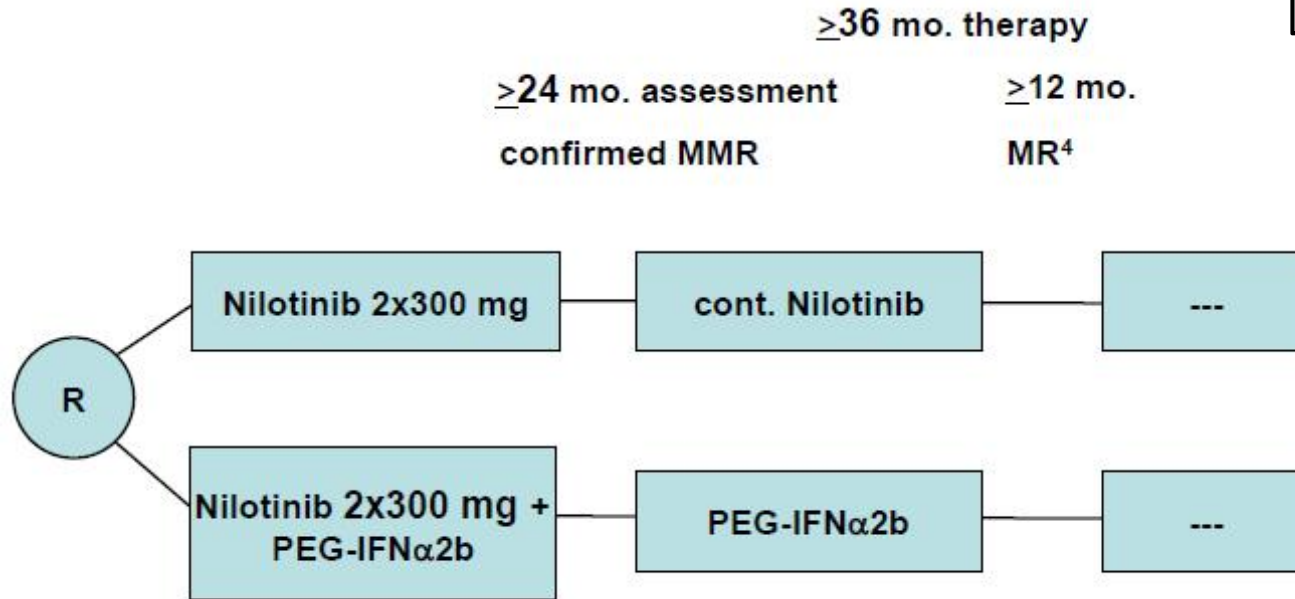 ≥36 mo. therapy
≥24 mo. assessment
≥12 mo.
confirmed MMR
MR⁴
Nilotinib 2x300 mg
cont. Nilotinib
---
R
Nilotinib 2x300 mg +
PEG-IFNα2b
PEG-IFNα2b
---